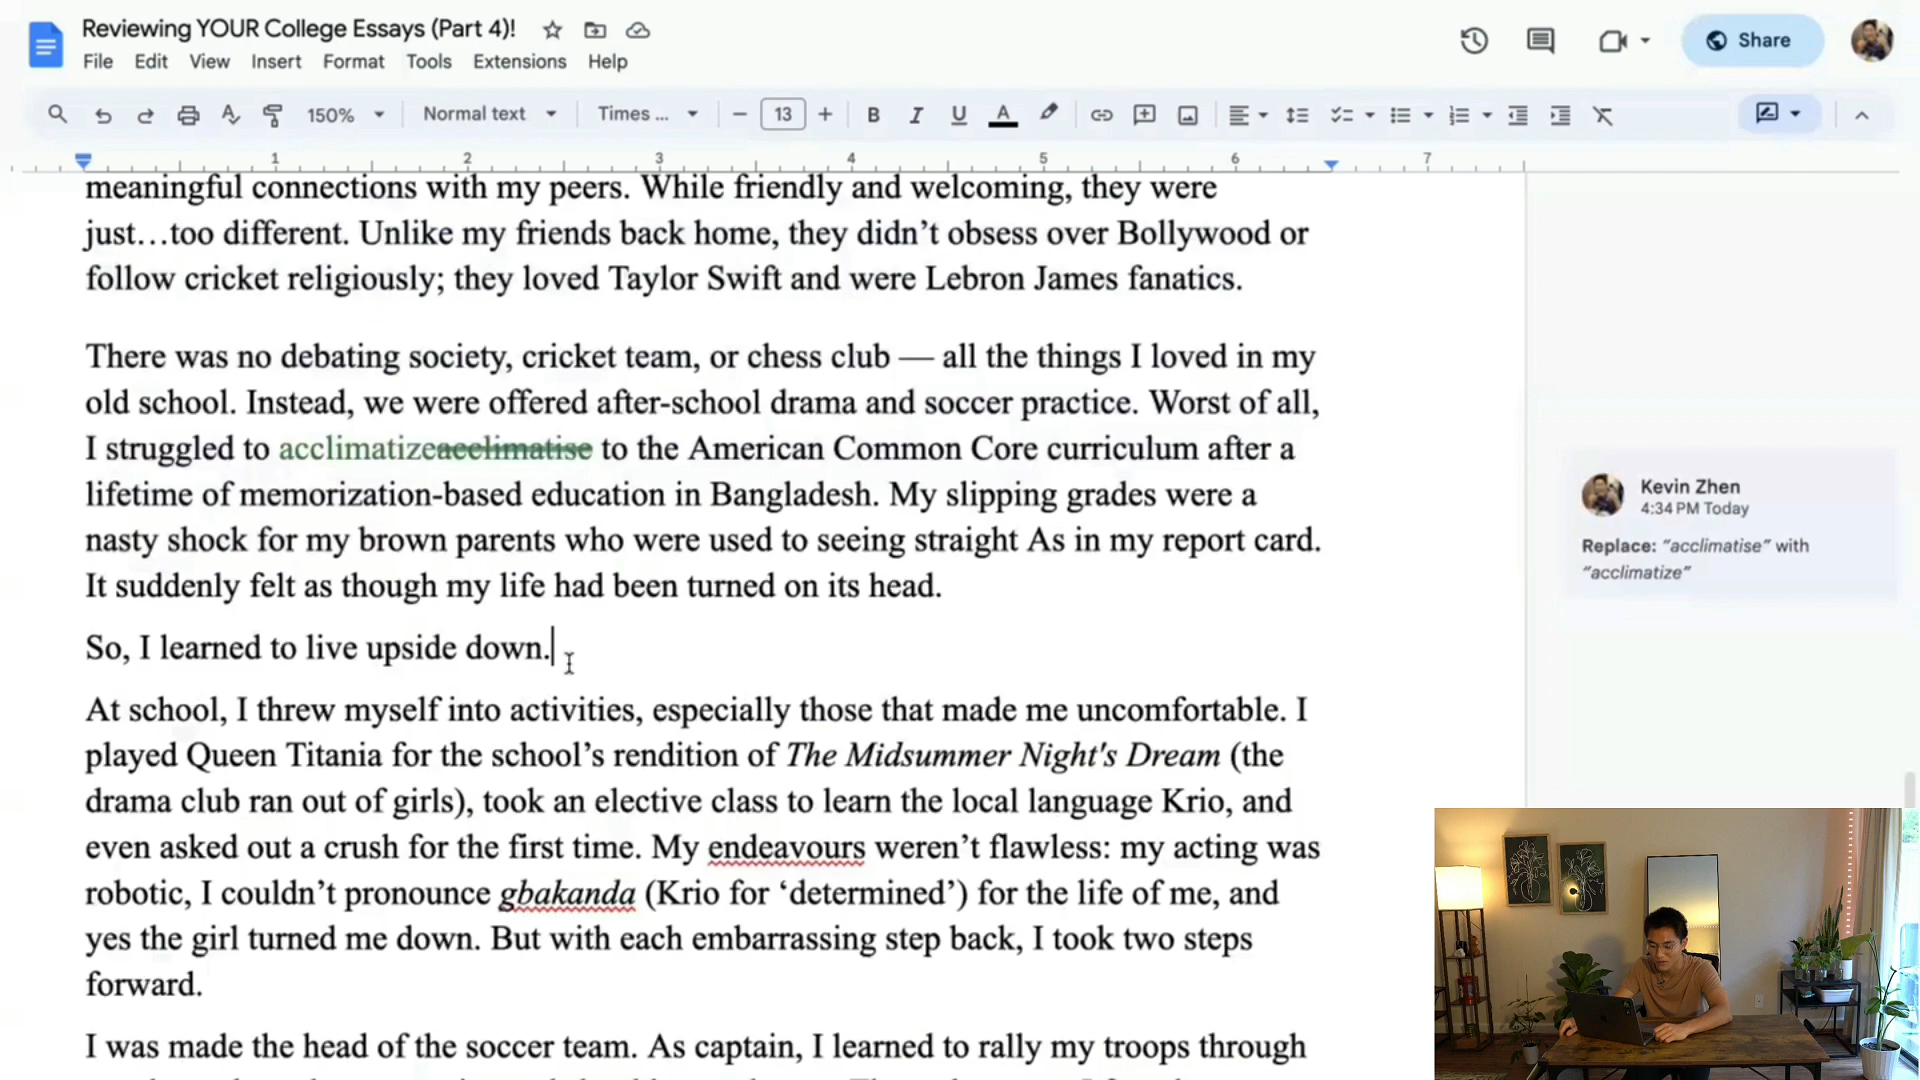 Reviewing YOUR College Essays (Part 4)!
File Edit View Insert Format Tools Extensions Help
Share
150% Normal text Times ... 13 B I U A
1 2 3 4 5 6 7
meaningful connections with my peers. While friendly and welcoming, they were
just…too different. Unlike my friends back home, they didn’t obsess over Bollywood or
follow cricket religiously; they loved Taylor Swift and were Lebron James fanatics.
There was no debating society, cricket team, or chess club — all the things I loved in my
old school. Instead, we were offered after-school drama and soccer practice. Worst of all,
I struggled to acclimatizeacclimatise to the American Common Core curriculum after a
lifetime of memorization-based education in Bangladesh. My slipping grades were a
nasty shock for my brown parents who were used to seeing straight As in my report card.
It suddenly felt as though my life had been turned on its head.
So, I learned to live upside down.
At school, I threw myself into activities, especially those that made me uncomfortable. I
played Queen Titania for the school’s rendition of The Midsummer Night's Dream (the
drama club ran out of girls), took an elective class to learn the local language Krio, and
even asked out a crush for the first time. My endeavours weren’t flawless: my acting was
robotic, I couldn’t pronounce gbakanda (Krio for ‘determined’) for the life of me, and
yes the girl turned me down. But with each embarrassing step back, I took two steps
forward.
I was made the head of the soccer team. As captain, I learned to rally my troops through
Kevin Zhen
4:34 PM Today
Replace: “acclimatise” with
“acclimatize”